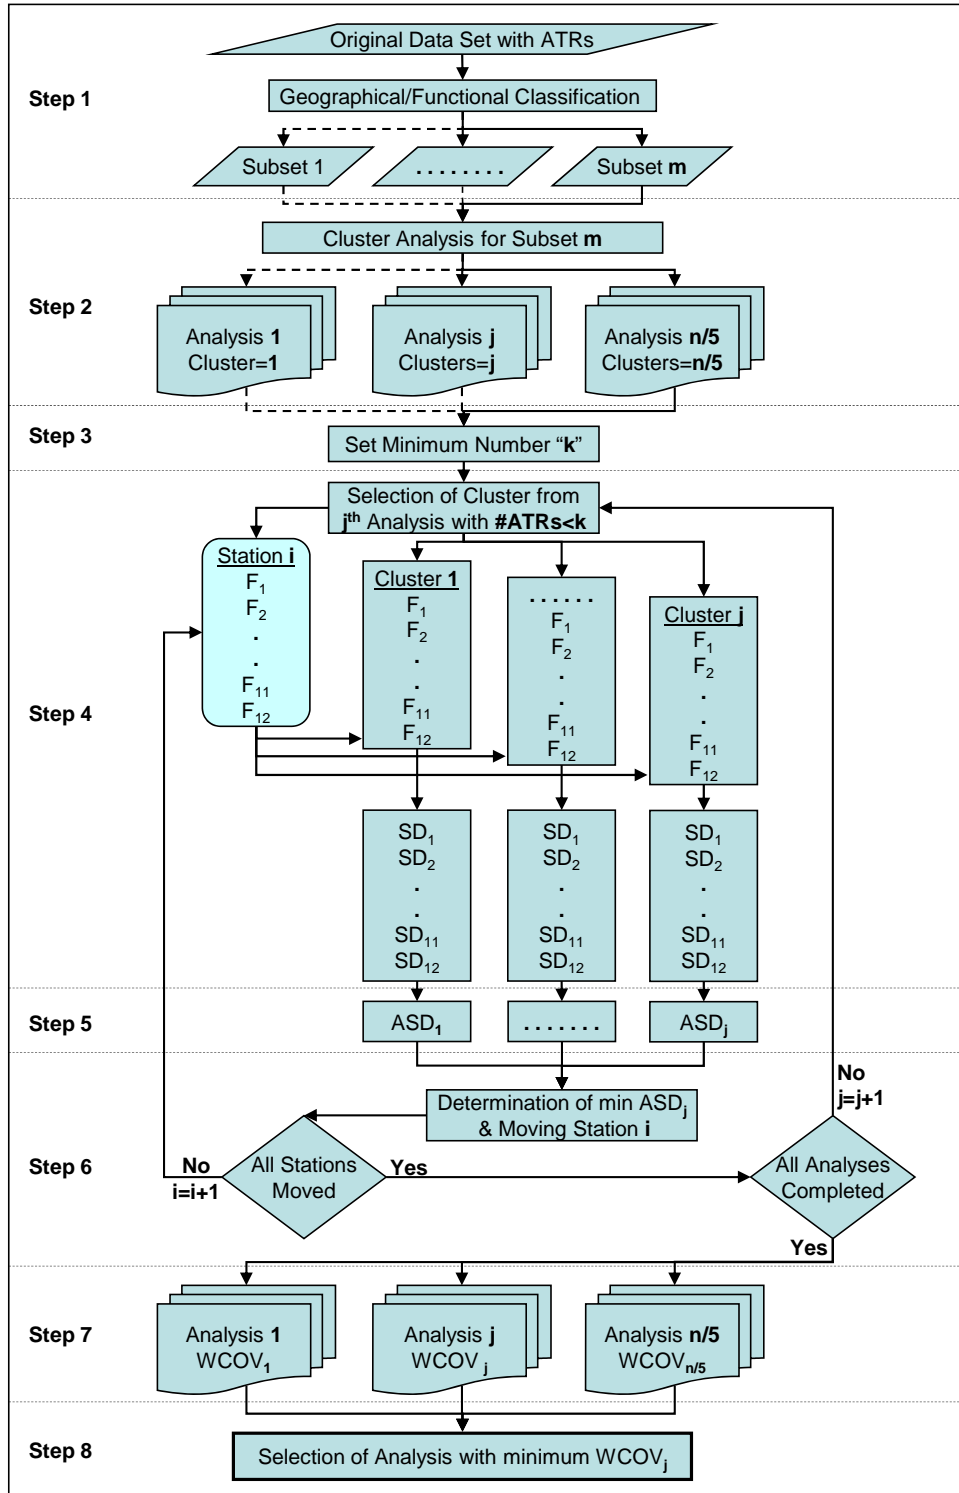 Original Data Set with ATRs
Step 1
Geographical/Functional Classification
Subset 1
. . . . . . . .
Subset m
Cluster Analysis for Subset m
Step 2
Analysis 1
Cluster=1
Analysis j
Clusters=j
Analysis n/5
Clusters=n/5
Step 3
Set Minimum Number “k”
Selection of Cluster from
jth Analysis with #ATRs<k
Step 4
Station i
F1
F2
.
.
F11
F12
Cluster 1
F1
F2
.
.
F11
F12
. . . . . .
F1
F2
.
.
F11
F12
Cluster j
F1
F2
.
.
F11
F12
SD1
SD2
.
.
SD11
SD12
SD1
SD2
.
.
SD11
SD12
SD1
SD2
.
.
SD11
SD12
Step 5
ASD1
. . . . . . .
ASDj
Determination of min ASDj
& Moving Station i
Step 6
No
i=i+1
All Stations
Moved
Yes
All Analyses
Completed
No
j=j+1
Yes
Step 7
Analysis 1
WCOV1
Analysis j
WCOV j
Analysis n/5
WCOVn/5
Step 8
Selection of Analysis with minimum WCOVj